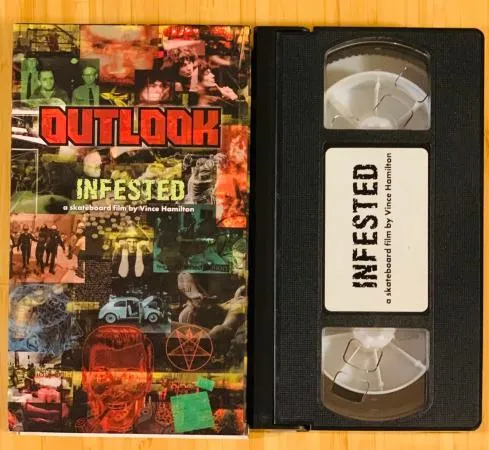 OUTLOOK
INFESTED
a skateboard film by Vince Hamilton
INFESTED
a skateboard film by Vince Hamilton